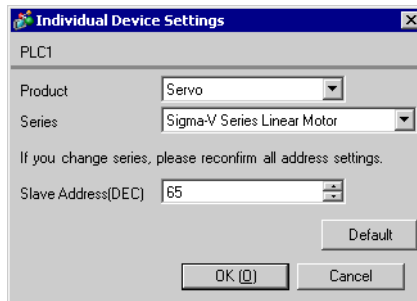 Individual Device Settings
PLC1
Product Servo
Series Sigma-V Series Linear Motor
If you change series, please reconfirm all address settings.
Slave Address(DEC) 65
Default
OK (O) Cancel